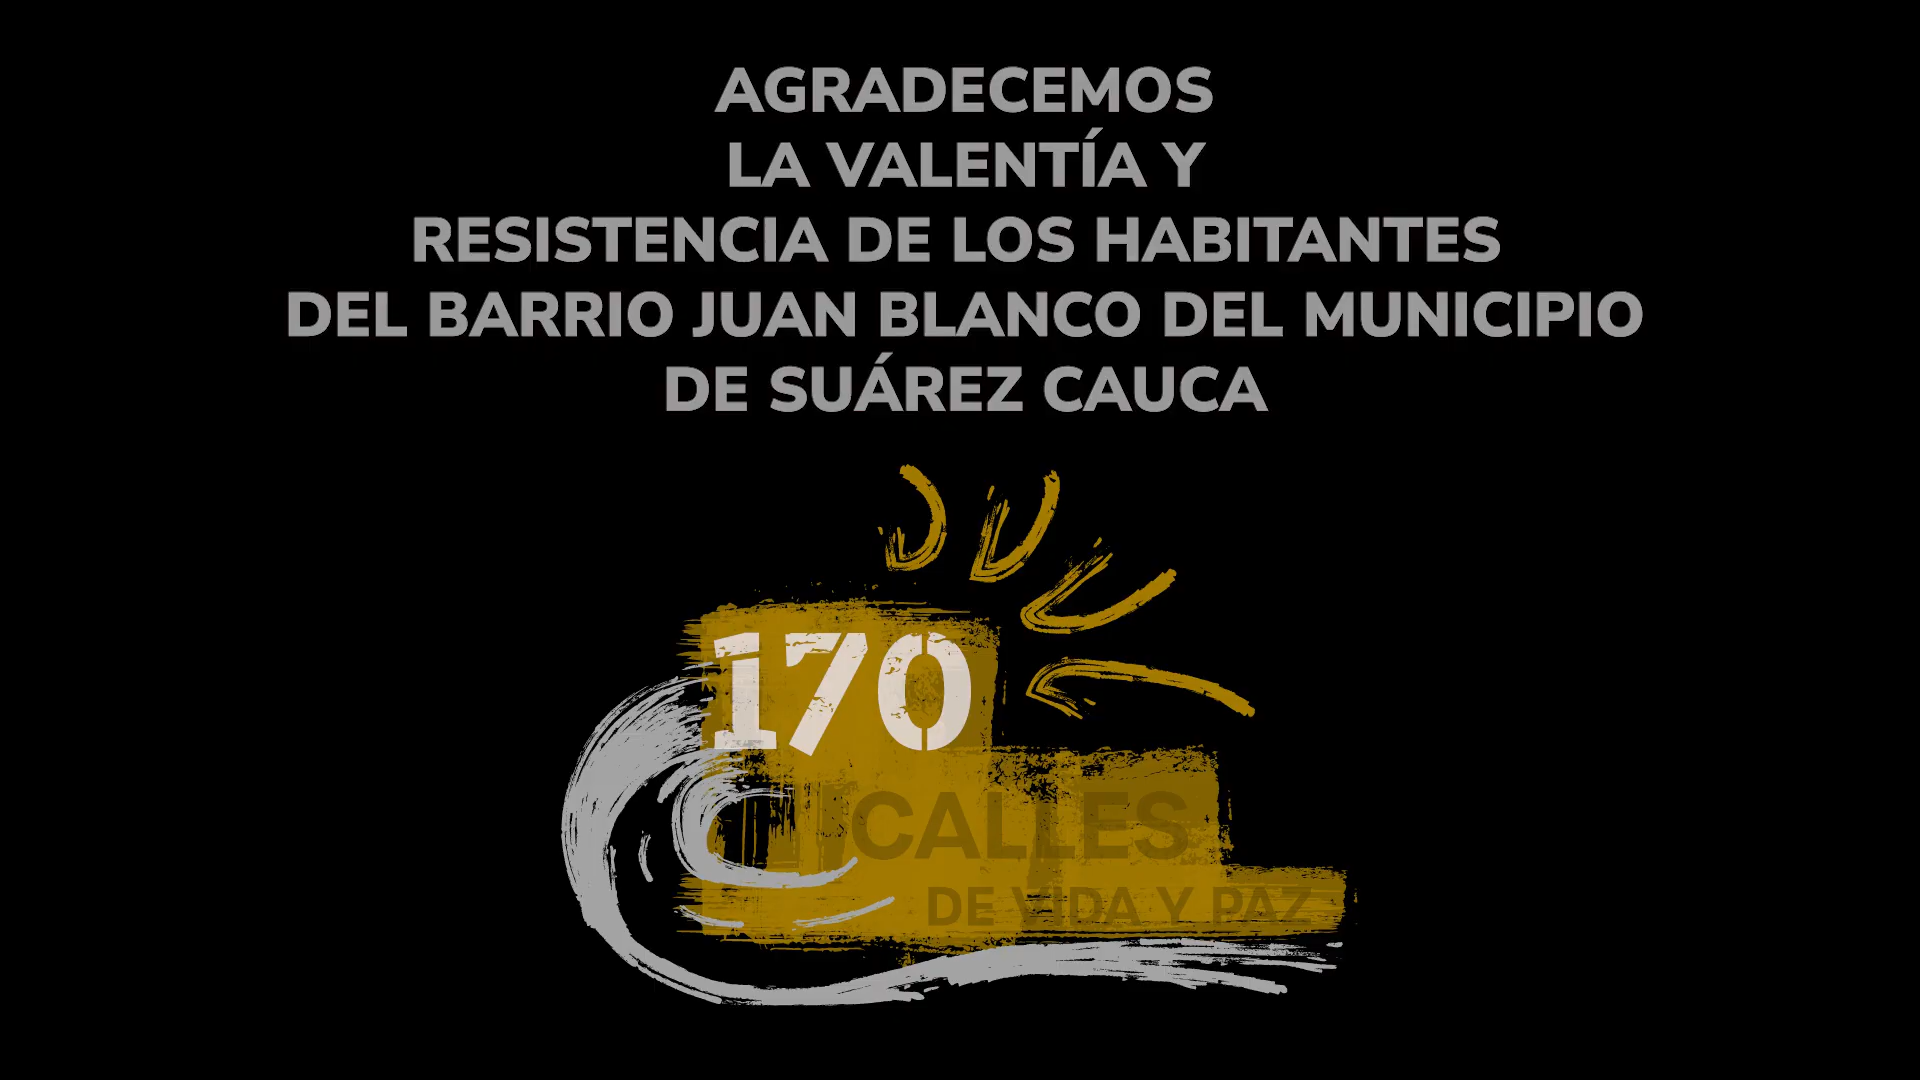 AGRADECEMOS
LA VALENTÍA Y
RESISTENCIA DE LOS HABITANTES
DEL BARRIO JUAN BLANCO DEL MUNICIPIO
DE SUÁREZ CAUCA
170
CALLES
DE VIDA Y PAZ